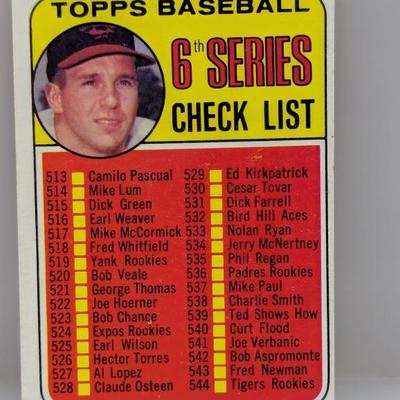 TOPPS BASEBALL
6th SERIES
CHECK LIST
513 Camilo Pascual
514 Mike Lum
515 Dick Green
516 Earl Weaver
517 Mike McCormick
518 Fred Whitfield
519 Yank Rookies
520 Bob Veale
521 George Thomas
522 Joe Hoerner
523 Bob Chance
524 Expos Rookies
525 Earl Wilson
526 Hector Torres
527 Al Lopez
528 Claude Osteen
529 Ed Kirkpatrick
530 Cesar Tovar
531 Dick Farrell
532 Bird Hill Aces
533 Nolan Ryan
534 Jerry McNertney
535 Phil Regan
536 Padres Rookies
537 Mike Paul
538 Charlie Smith
539 Ted Shows How
540 Curt Flood
541 Joe Verbanic
542 Bob Aspromonte
543 Fred Newman
544 Tigers Rookies